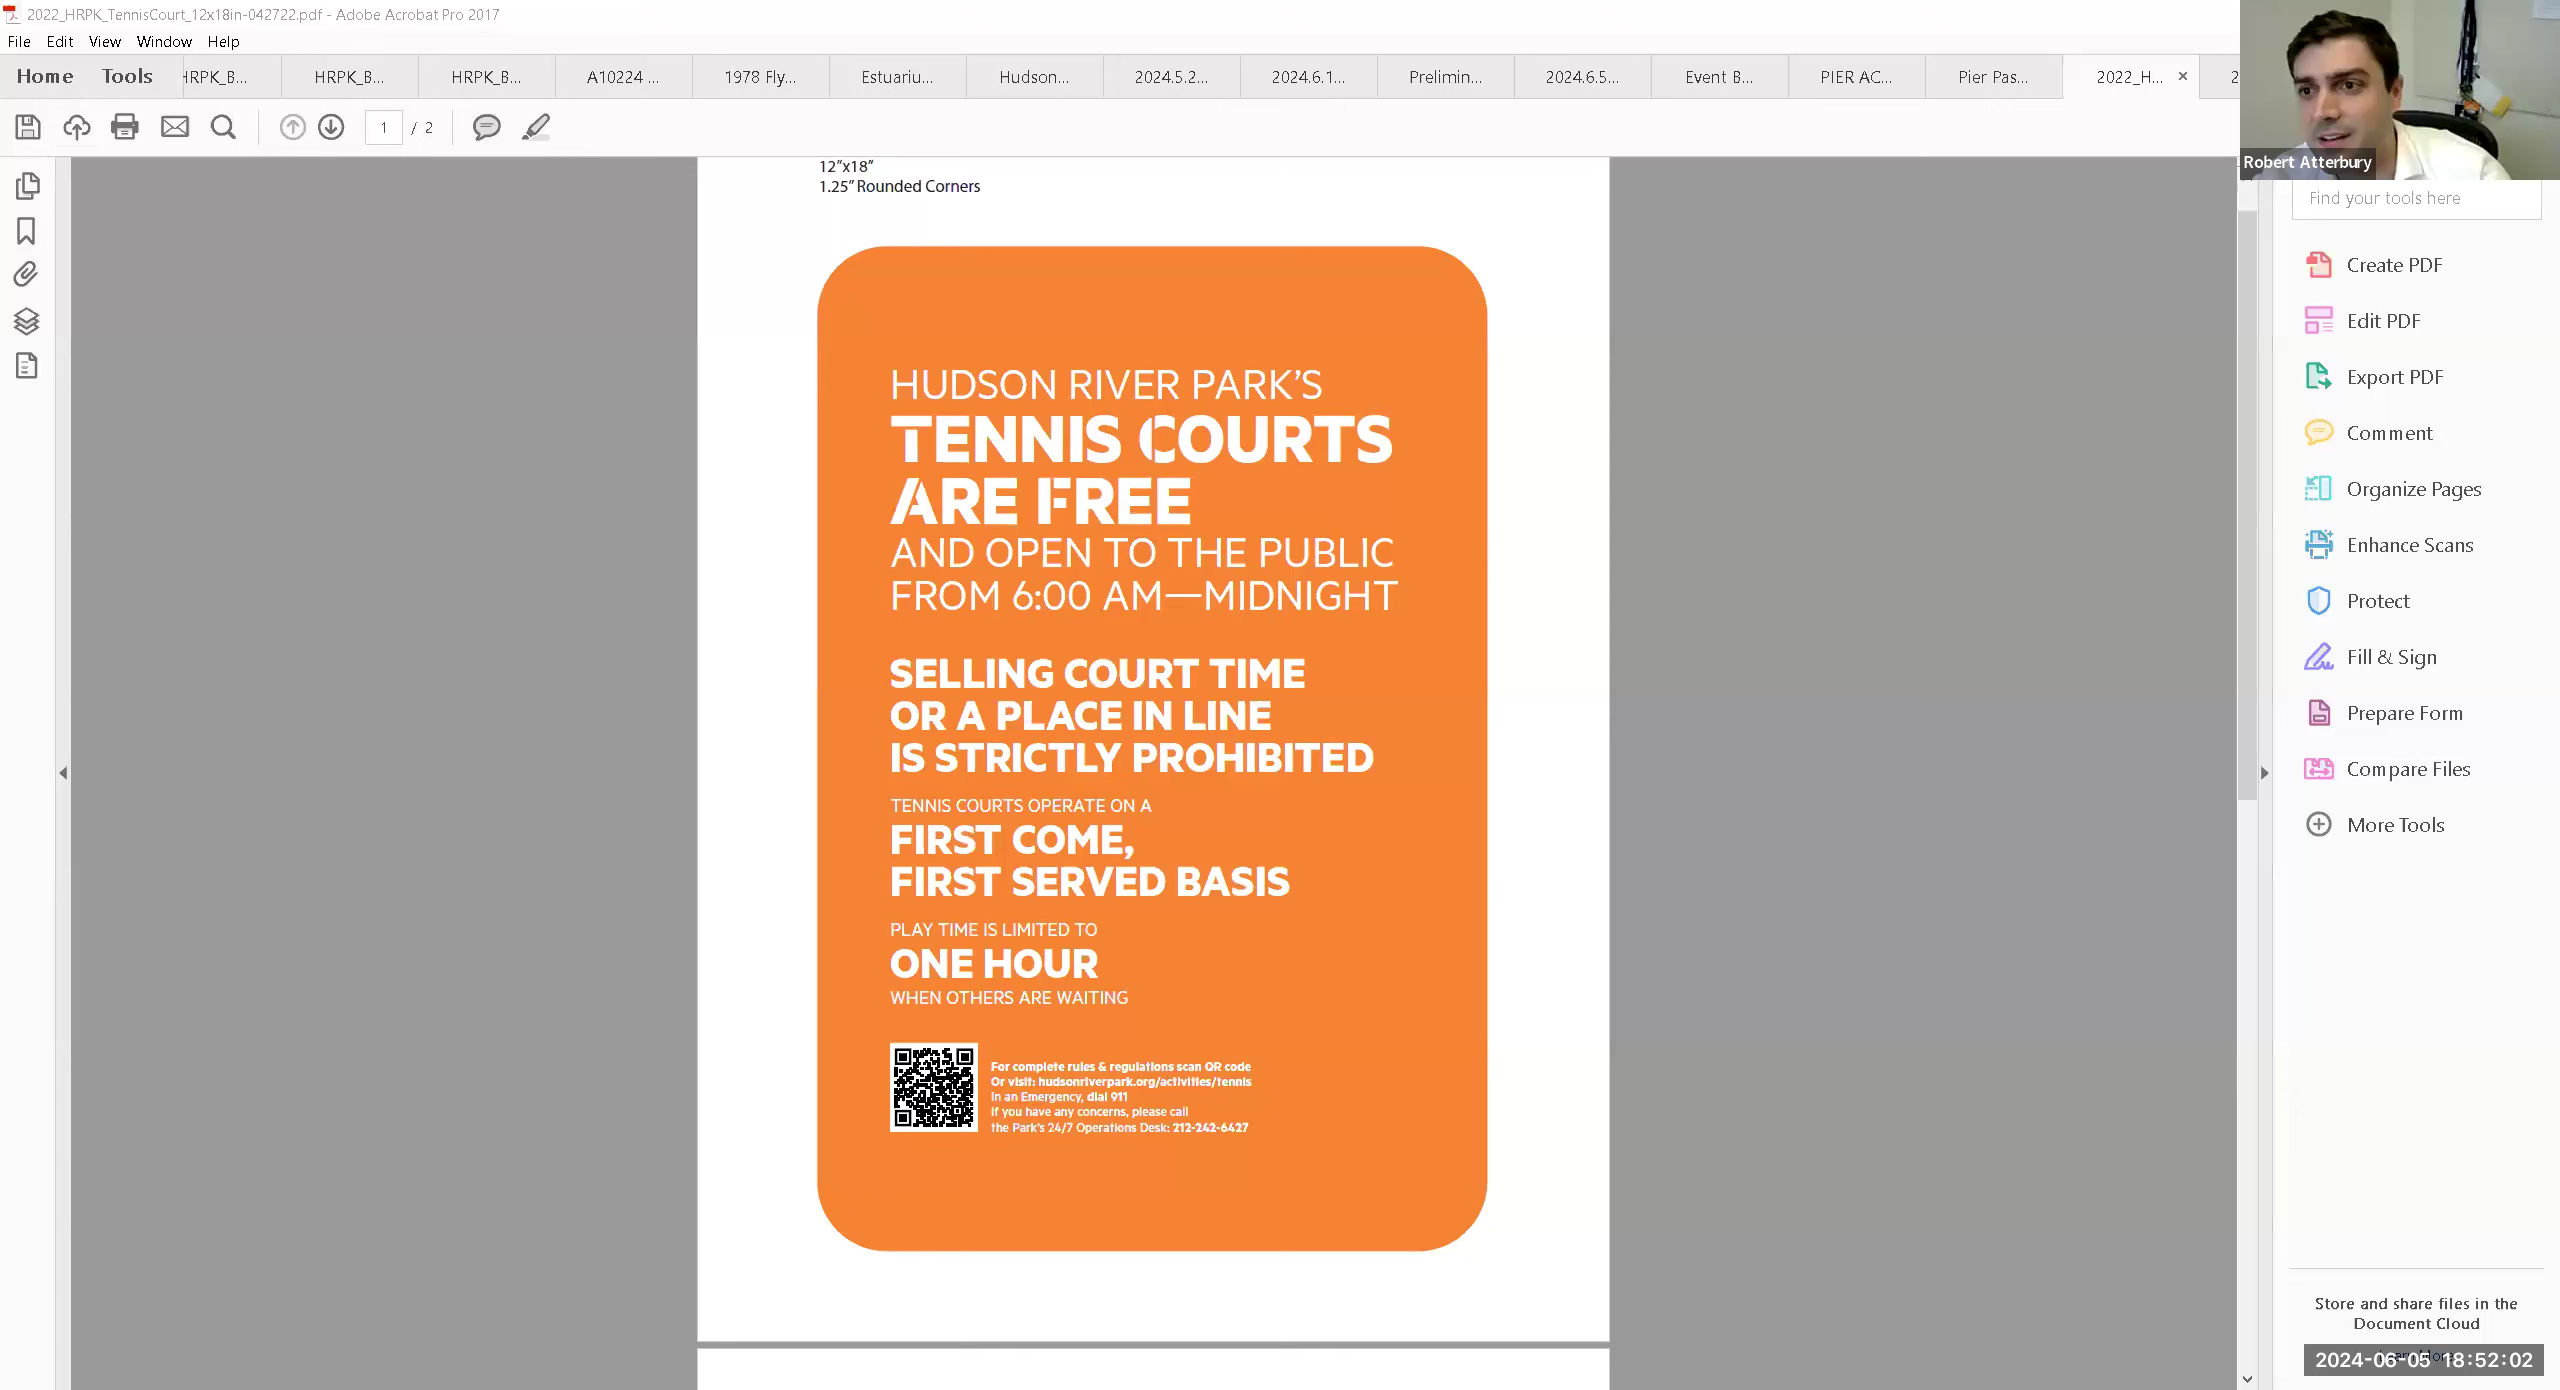 2022_HRPK_TennisCourt_12x18in-042722.pdf - Adobe Acrobat Pro 2017
File Edit View Window Help
Home Tools HRPK_B... HRPK_B... HRPK_B... A10224 ... 1978 Fly... Estuariu... Hudson... 2024.5.2... 2024.6.1... Prelimin... 2024.6.5... Event B... PIER AC... Pier Pas... 2022_H... × 2
1 / 2
Robert Atterbury
12"x18"
1.25" Rounded Corners
HUDSON RIVER PARK'S
TENNIS COURTS
ARE FREE
AND OPEN TO THE PUBLIC
FROM 6:00 AM—MIDNIGHT
SELLING COURT TIME
OR A PLACE IN LINE
IS STRICTLY PROHIBITED
TENNIS COURTS OPERATE ON A
FIRST COME,
FIRST SERVED BASIS
PLAY TIME IS LIMITED TO
ONE HOUR
WHEN OTHERS ARE WAITING
For complete rules & regulations scan QR code
Or visit: hudsonriverpark.org/activities/tennis
In an Emergency, dial 911
If you have any concerns, please call
the Park's 24/7 Operations Desk: 212-242-6427
Find your tools here
Create PDF
Edit PDF
Export PDF
Comment
Organize Pages
Enhance Scans
Protect
Fill & Sign
Prepare Form
Compare Files
More Tools
Store and share files in the
Document Cloud
2024-06-05 18:52:02